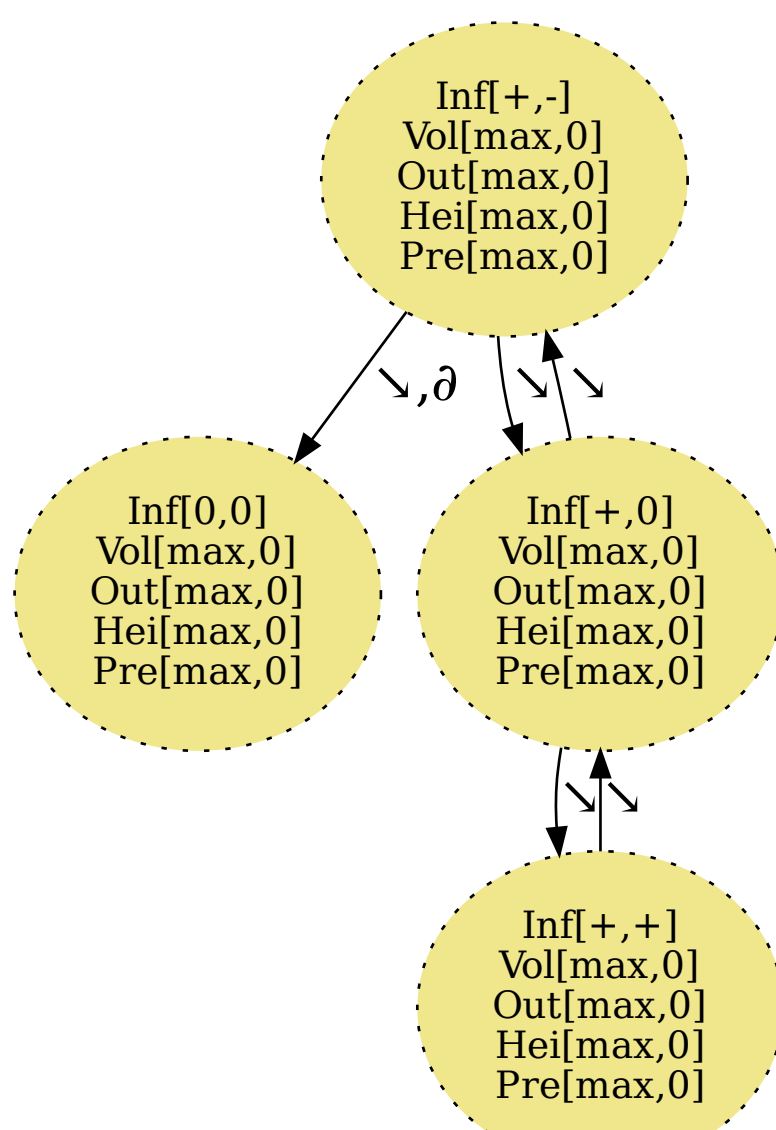 Inf[+,-]
Vol[max,0]
Out[max,0]
Hei[max,0]
Pre[max,0]
↘,∂
↘
↘
Inf[0,0]
Vol[max,0]
Out[max,0]
Hei[max,0]
Pre[max,0]
Inf[+,0]
Vol[max,0]
Out[max,0]
Hei[max,0]
Pre[max,0]
↘
↘
Inf[+,+]
Vol[max,0]
Out[max,0]
Hei[max,0]
Pre[max,0]